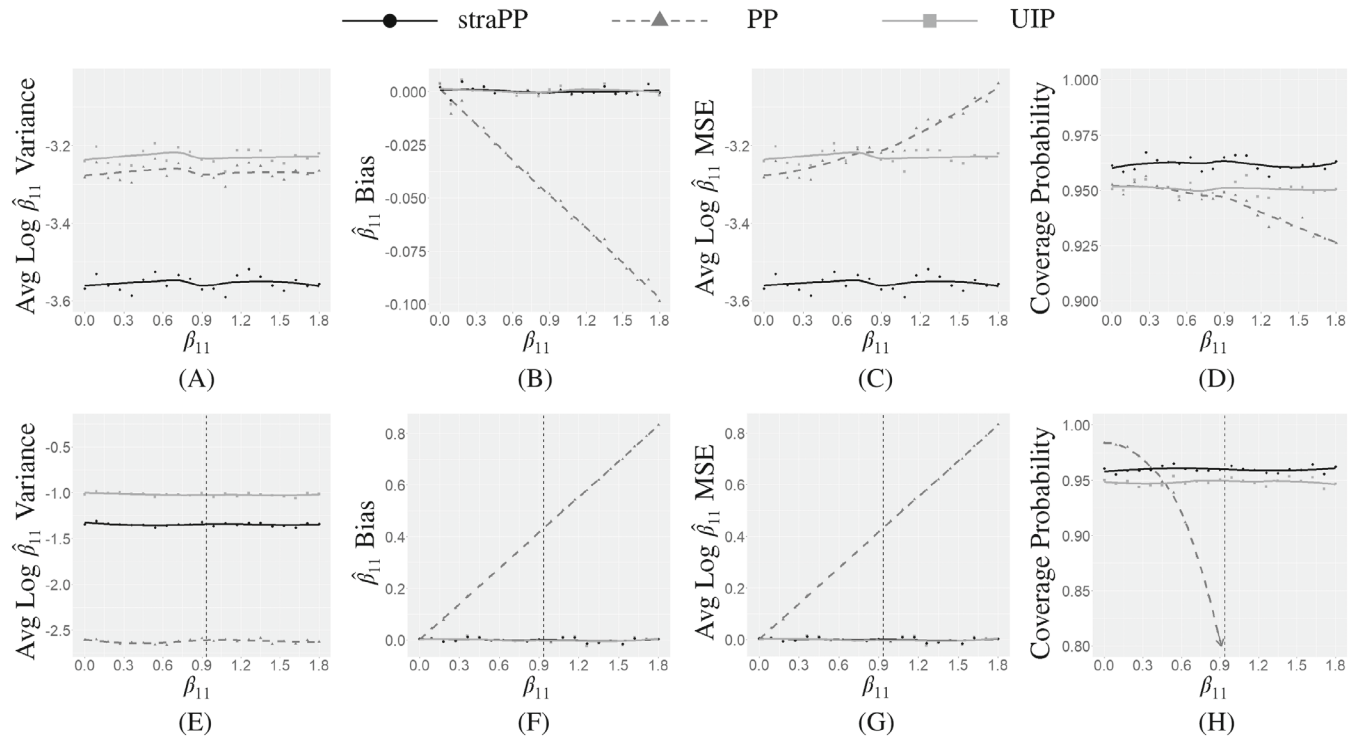 straPP PP UIP
Avg Log β̂₁₁ Variance
-3.2
-3.4
-3.6
0.0 0.3 0.6 0.9 1.2 1.5 1.8
β₁₁
(A)
β̂₁₁ Bias
0.000
-0.025
-0.050
-0.075
-0.100
0.0 0.3 0.6 0.9 1.2 1.5 1.8
β₁₁
(B)
Avg Log β̂₁₁ MSE
-3.2
-3.4
-3.6
0.0 0.3 0.6 0.9 1.2 1.5 1.8
β₁₁
(C)
Coverage Probability
1.000
0.975
0.950
0.925
0.900
0.0 0.3 0.6 0.9 1.2 1.5 1.8
β₁₁
(D)
Avg Log β̂₁₁ Variance
-0.5
-1.0
-1.5
-2.0
-2.5
0.0 0.3 0.6 0.9 1.2 1.5 1.8
β₁₁
(E)
β̂₁₁ Bias
0.8
0.6
0.4
0.2
0.0
0.0 0.3 0.6 0.9 1.2 1.5 1.8
β₁₁
(F)
Avg Log β̂₁₁ MSE
0.8
0.6
0.4
0.2
0.0
0.0 0.3 0.6 0.9 1.2 1.5 1.8
β₁₁
(G)
Coverage Probability
1.00
0.95
0.90
0.85
0.80
0.0 0.3 0.6 0.9 1.2 1.5 1.8
β₁₁
(H)